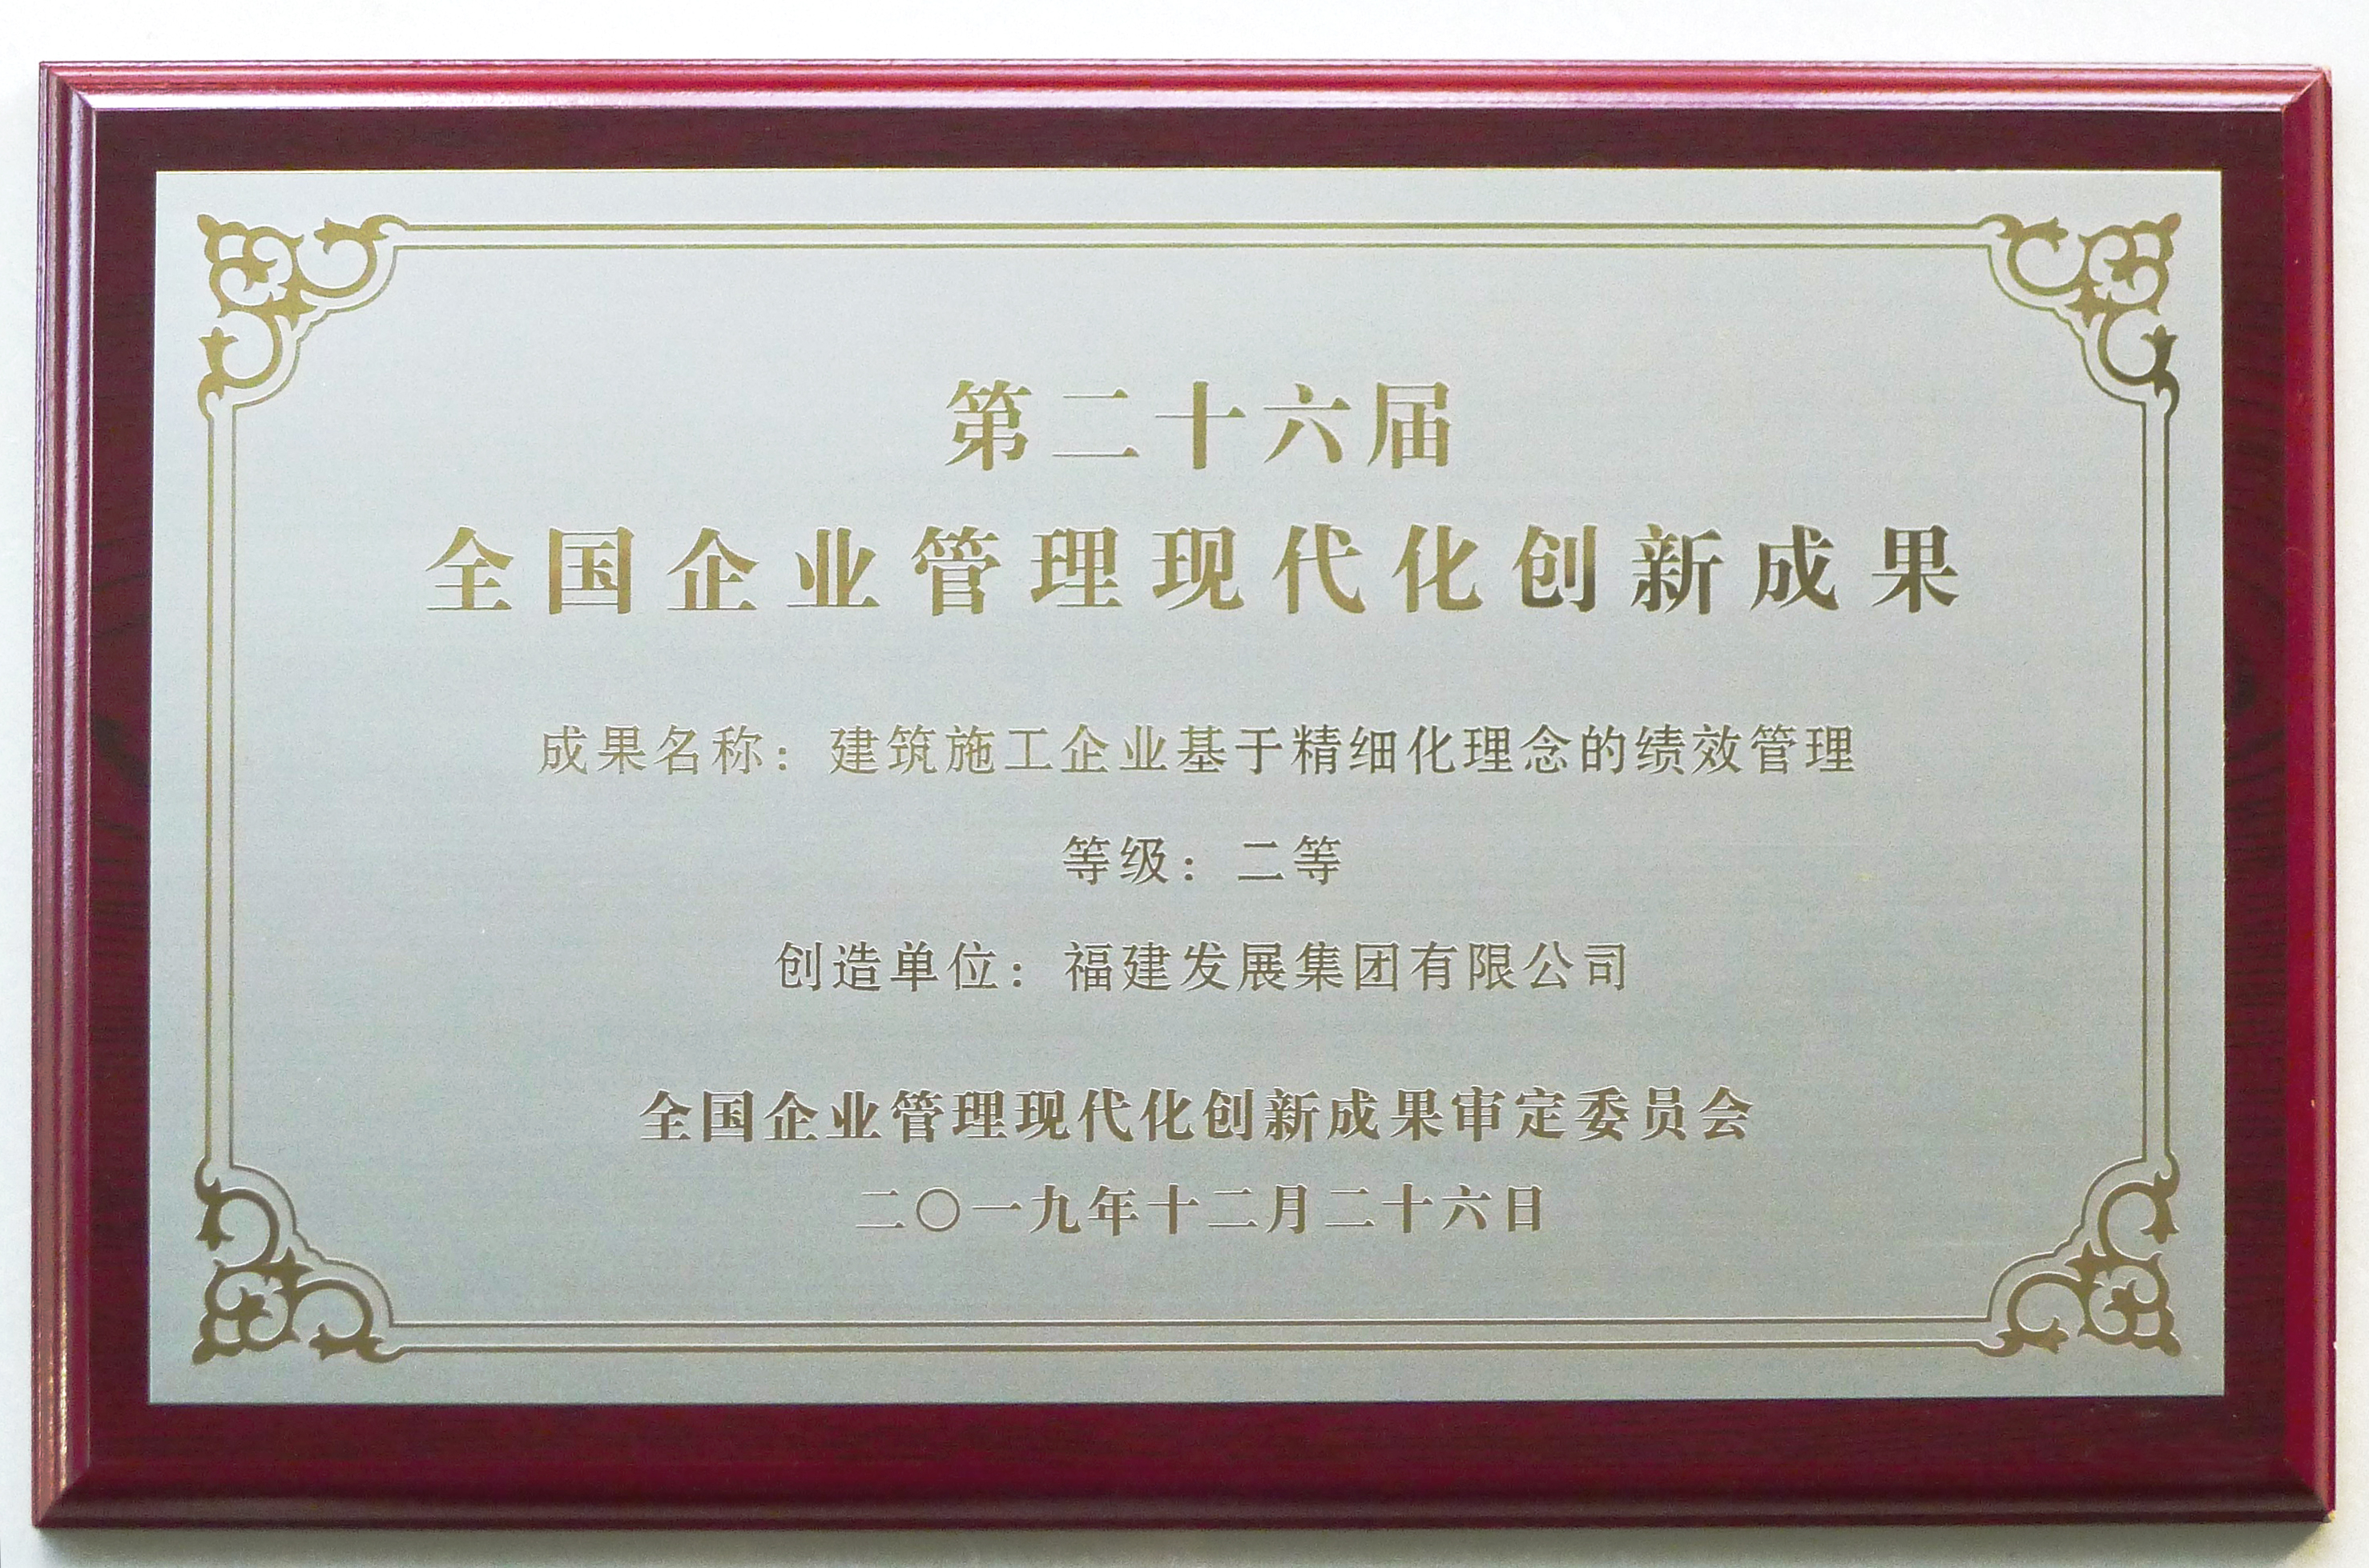 第二十六届
全国企业管理现代化创新成果
成果名称：建筑施工企业基于精细化理念的绩效管理
等级：二等
创造单位：福建发展集团有限公司
全国企业管理现代化创新成果审定委员会
二〇一九年十二月二十六日